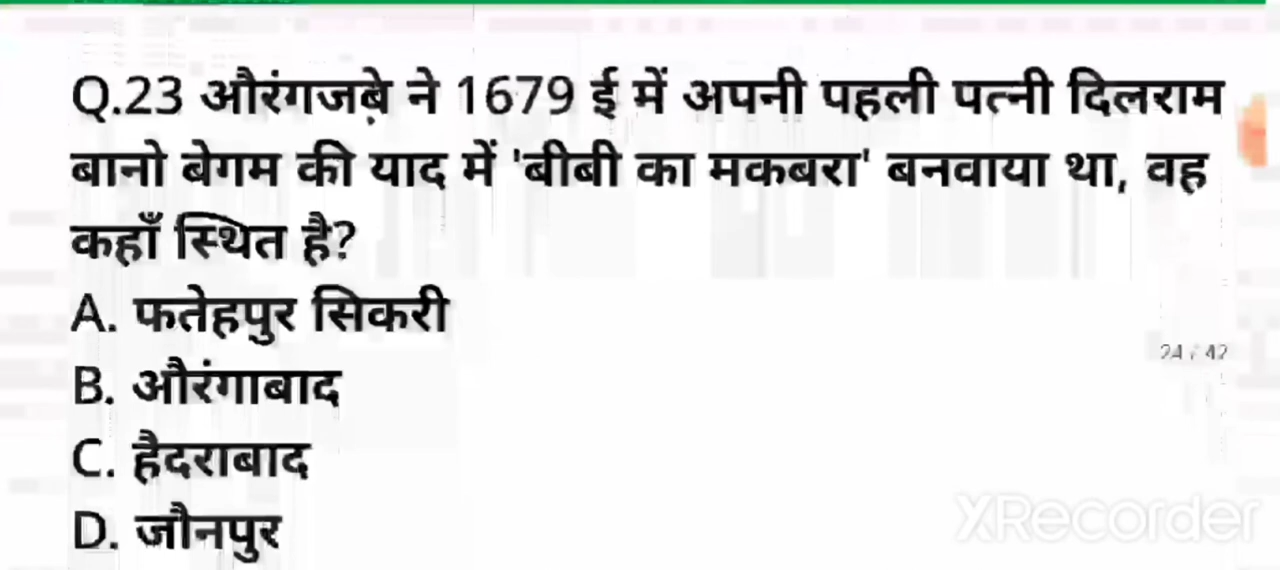 Q.23 औरंगजब़े ने 1679 ई में अपनी पहली पत्नी दिलराम
बानो बेगम की याद में 'बीबी का मकबरा' बनवाया था, वह
कहाँ स्थित है?
A. फतेहपुर सिकरी
24 / 42
B. औरंगाबाद
C. हैदराबाद
D. जौनपुर
XRecorder